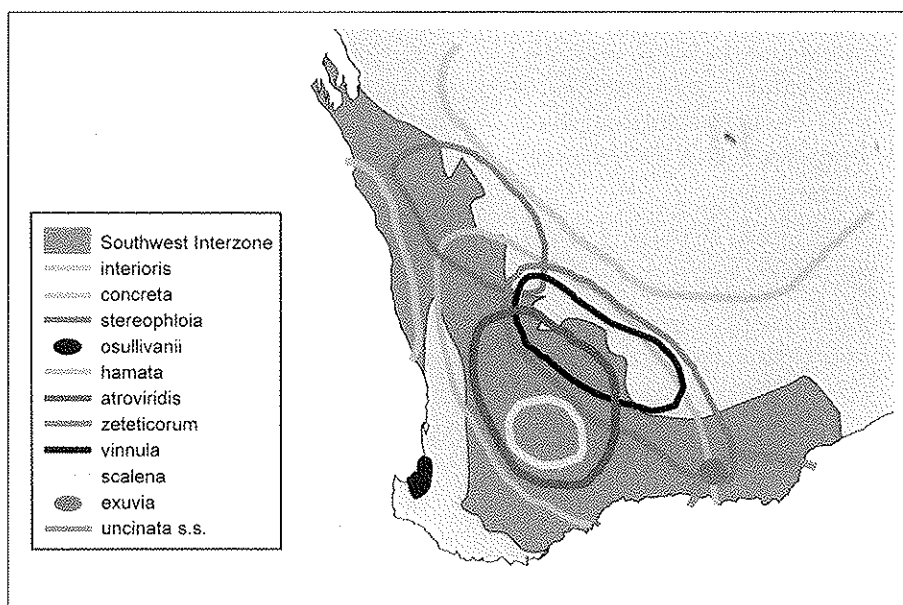 Southwest Interzone
interioris
concreta
stereophloia
osullivanii
hamata
atroviridis
zeteticorum
vinnula
scalena
exuvia
uncinata s.s.